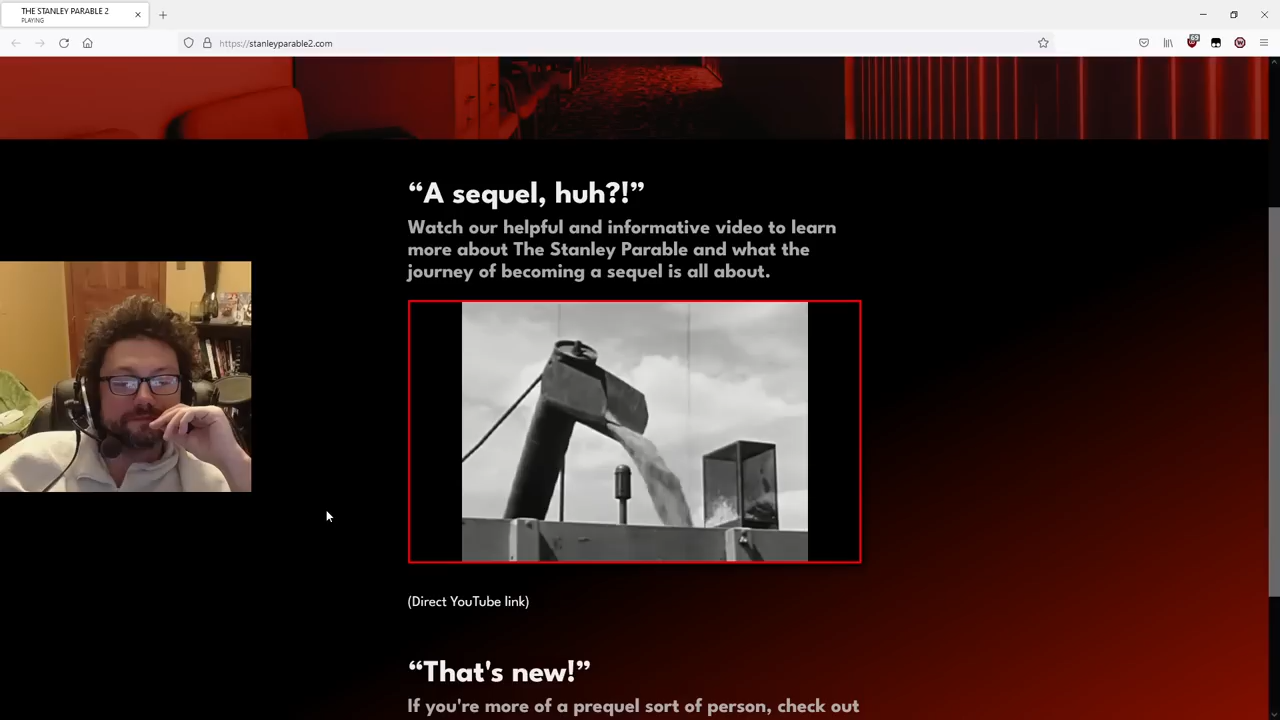 THE STANLEY PARABLE 2
PLAYING
https://stanleyparable2.com
69
“A sequel, huh?!”
Watch our helpful and informative video to learn
more about The Stanley Parable and what the
journey of becoming a sequel is all about.
(Direct YouTube link)
“That's new!”
If you're more of a prequel sort of person, check out